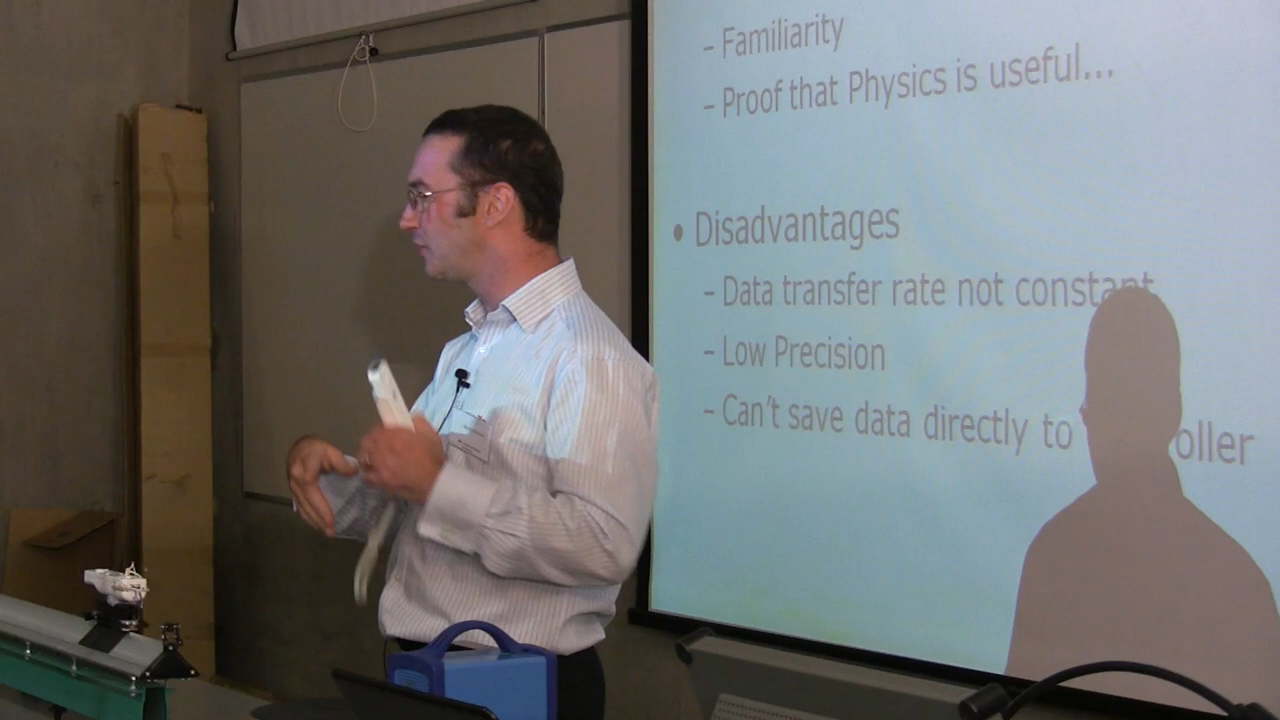 – Familiarity
– Proof that Physics is useful...
• Disadvantages
– Data transfer rate not constant
– Low Precision
– Can't save data directly to oller